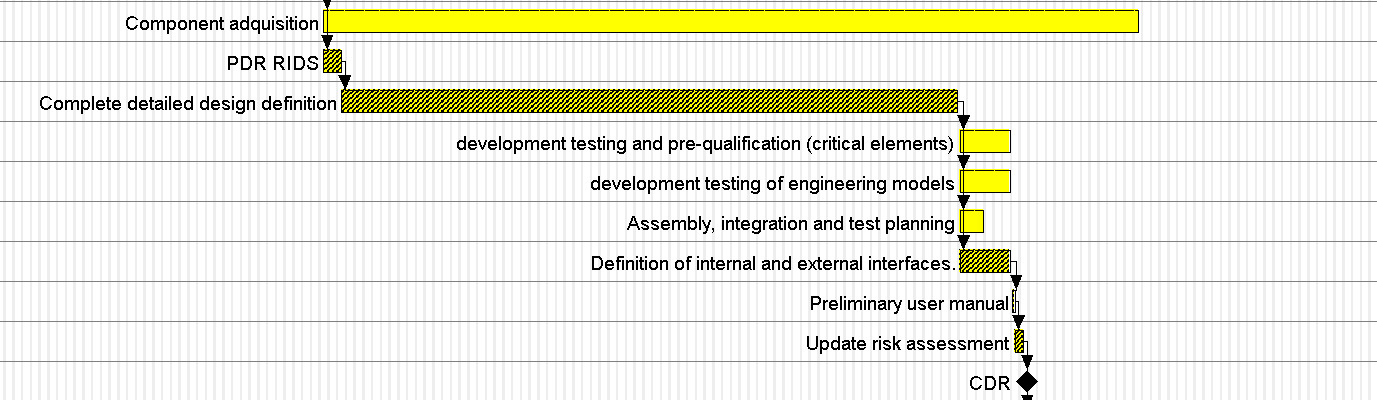 Component adquisition
PDR RIDS
Complete detailed design definition
development testing and pre-qualification (critical elements)
development testing of engineering models
Assembly, integration and test planning
Definition of internal and external interfaces.
Preliminary user manual
Update risk assessment
CDR